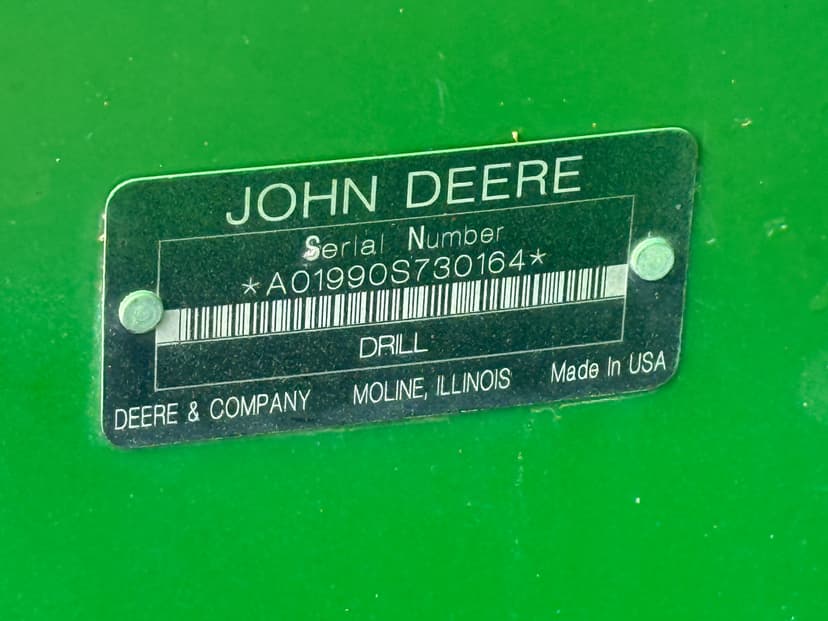 JOHN DEERE
Serial Number
*A01990S730164*
DRILL
DEERE & COMPANY MOLINE, ILLINOIS Made In USA